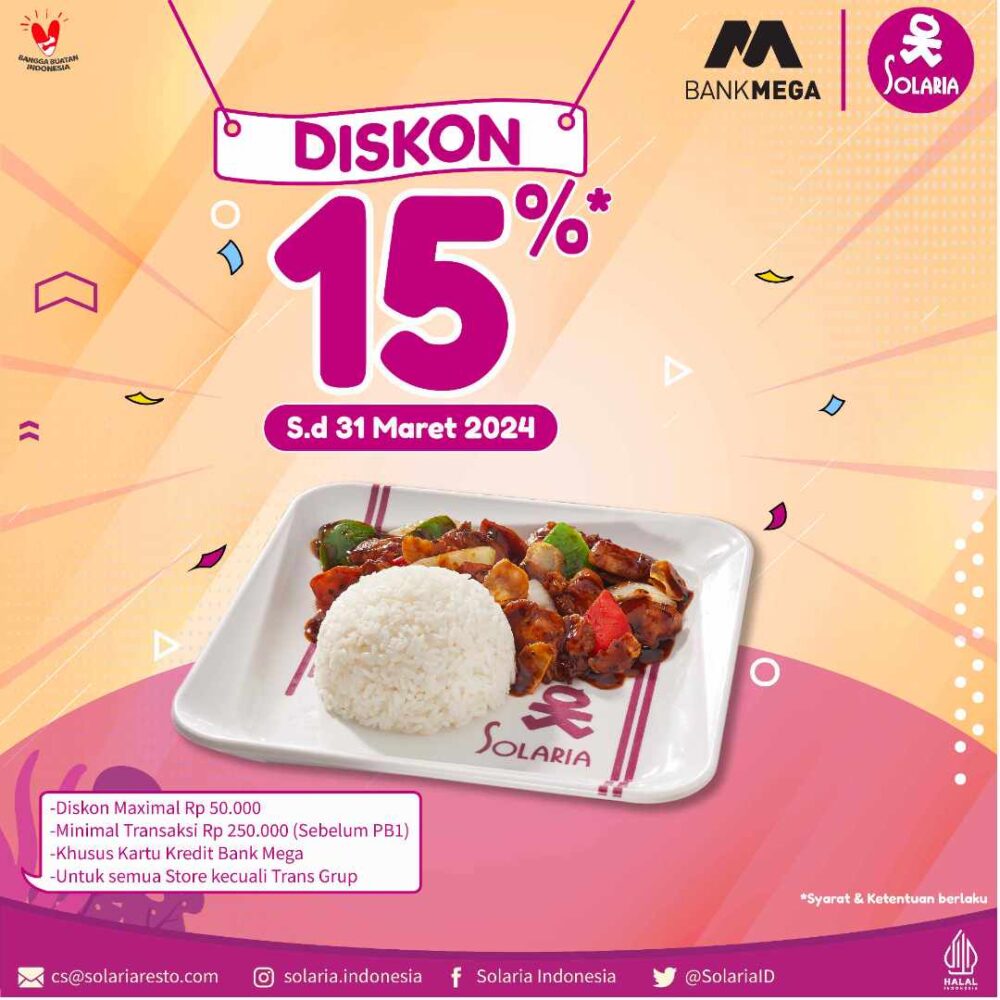 BANGGA BUATAN
INDONESIA
BANKMEGA
SOLARIA
DISKON
15%*
S.d 31 Maret 2024
SOLARIA
-Diskon Maximal Rp 50.000
-Minimal Transaksi Rp 250.000 (Sebelum PB1)
-Khusus Kartu Kredit Bank Mega
-Untuk semua Store kecuali Trans Grup
*Syarat & Ketentuan berlaku
cs@solariaresto.com
solaria.indonesia
Solaria Indonesia
@SolariaID
HALAL
INDONESIA